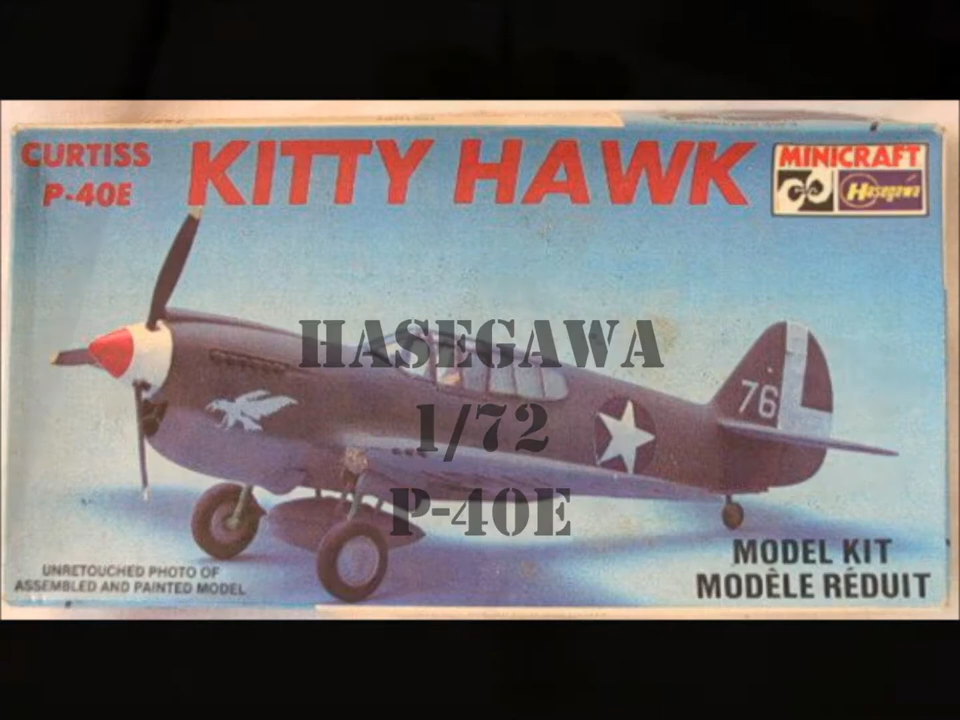 CURTISS
P-40E
KITTY HAWK
MINICRAFT
Hasegawa
HASEGAWA
1/72
P-40E
76
MODEL KIT
MODÈLE RÉDUIT
UNRETOUCHED PHOTO OF
ASSEMBLED AND PAINTED MODEL